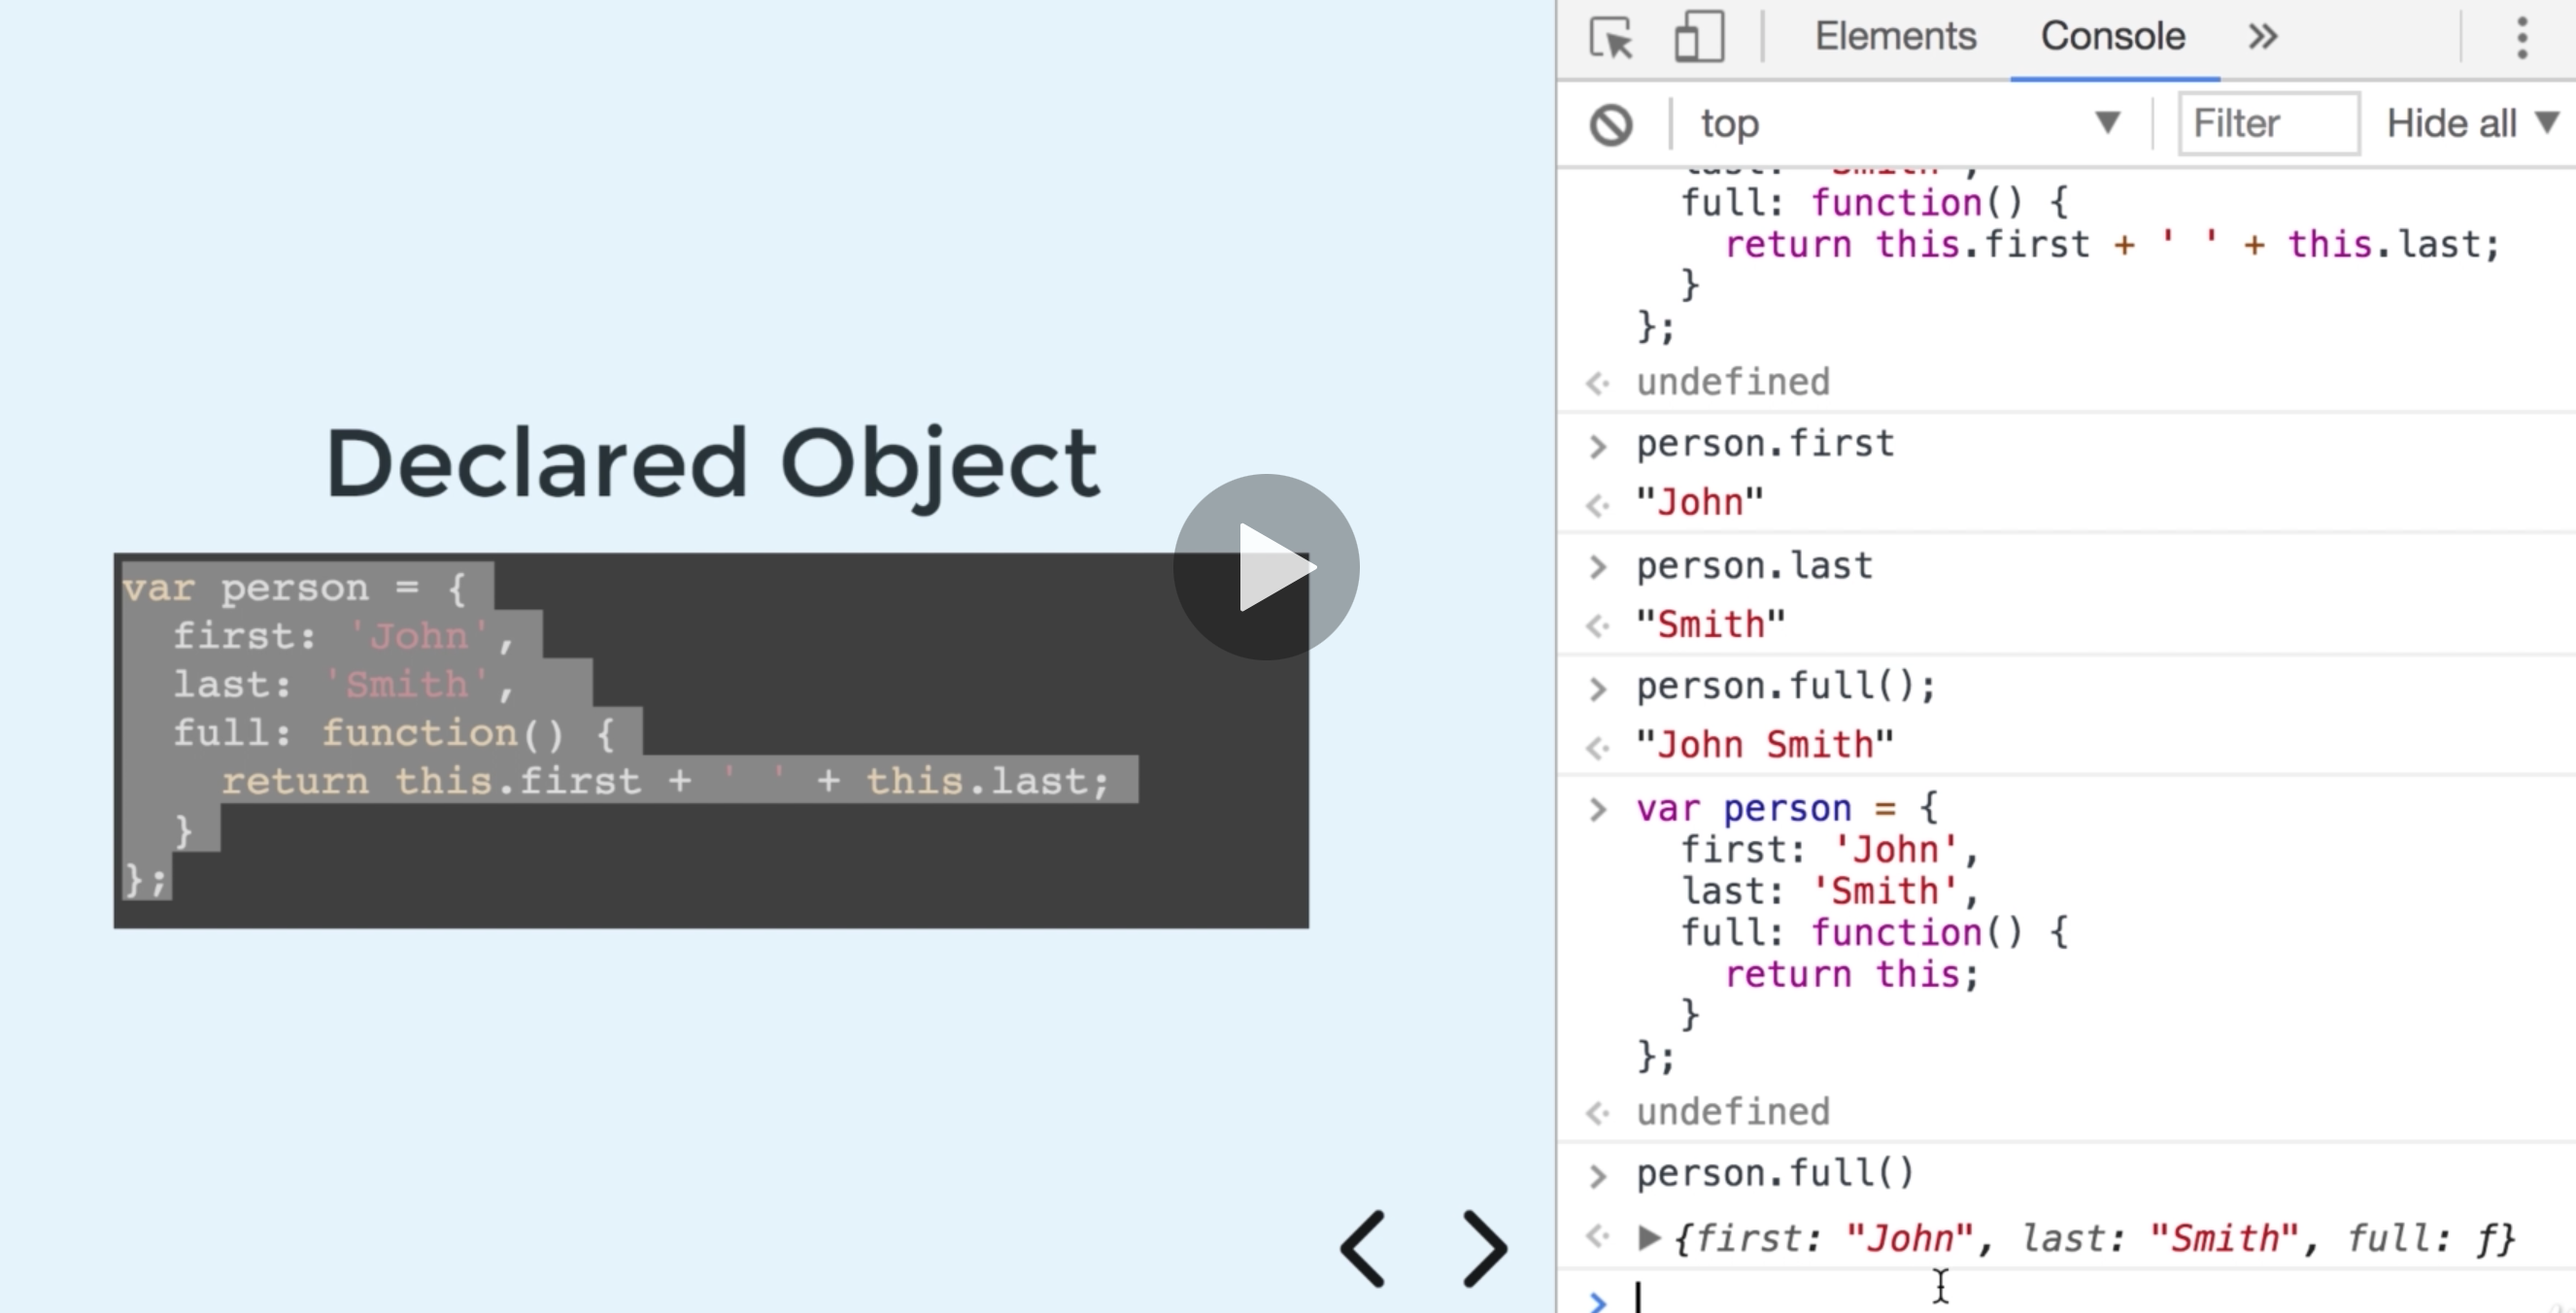 Declared Object
var person = {
  first: 'John',
  last: 'Smith',
  full: function() {
    return this.first + ' ' + this.last;
  }
};
Elements Console
top Filter Hide all
last: 'Smith',
  full: function() {
    return this.first + ' ' + this.last;
  }
};
undefined
person.first
"John"
person.last
"Smith"
person.full();
"John Smith"
var person = {
  first: 'John',
  last: 'Smith',
  full: function() {
    return this;
  }
};
undefined
person.full()
{first: "John", last: "Smith", full: f}